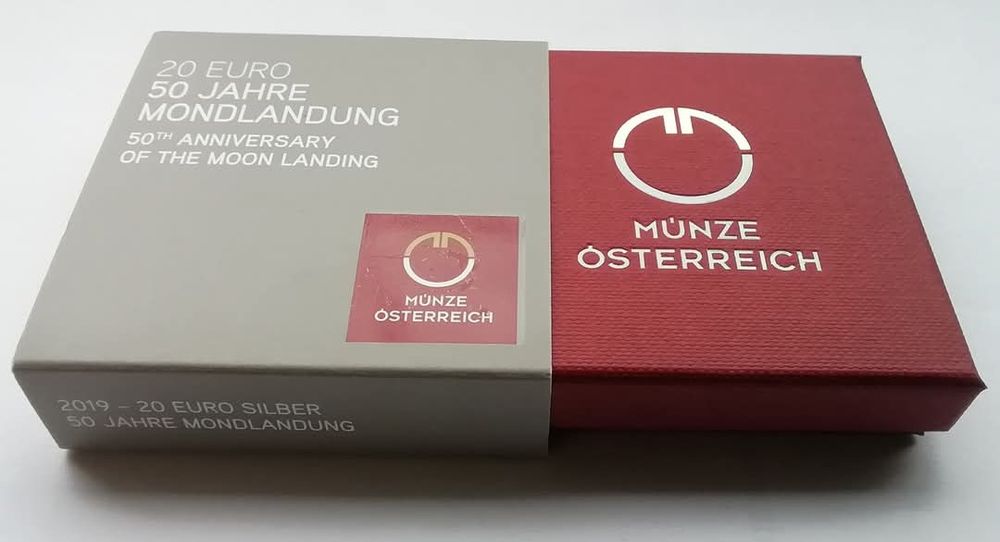 20 EURO
50 JAHRE
MONDLANDUNG
50TH ANNIVERSARY
OF THE MOON LANDING
MÜNZE
ÖSTERREICH
2019 – 20 EURO SILBER
50 JAHRE MONDLANDUNG
MÜNZE
ÖSTERREICH